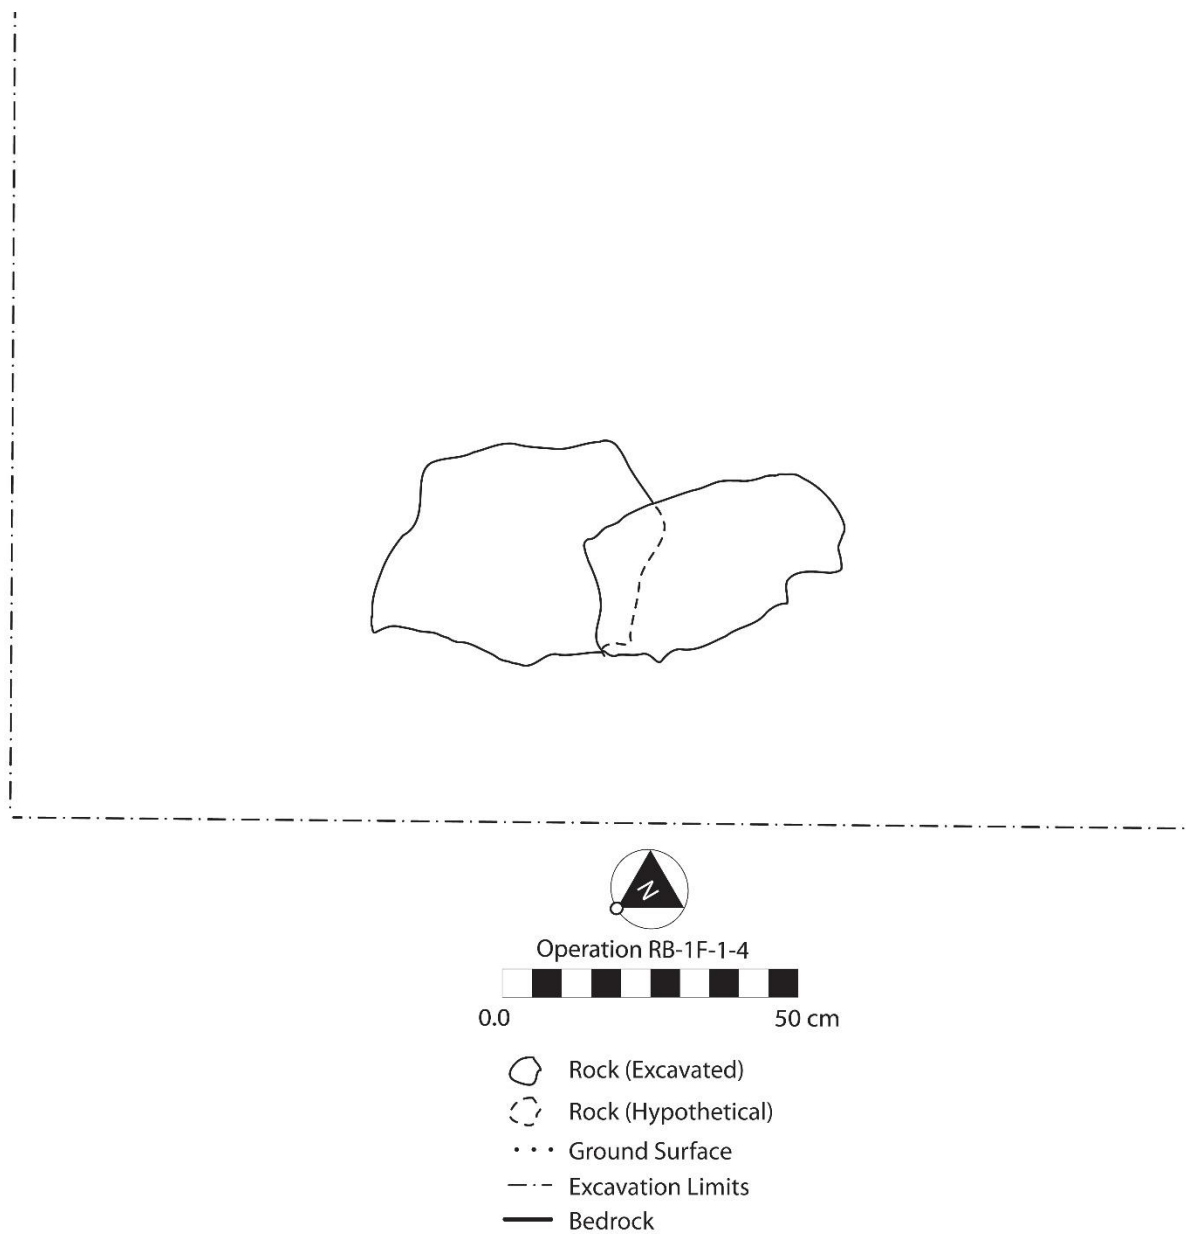 N
Operation RB-1F-1-4
0.0 50 cm
Rock (Excavated)
Rock (Hypothetical)
Ground Surface
Excavation Limits
Bedrock